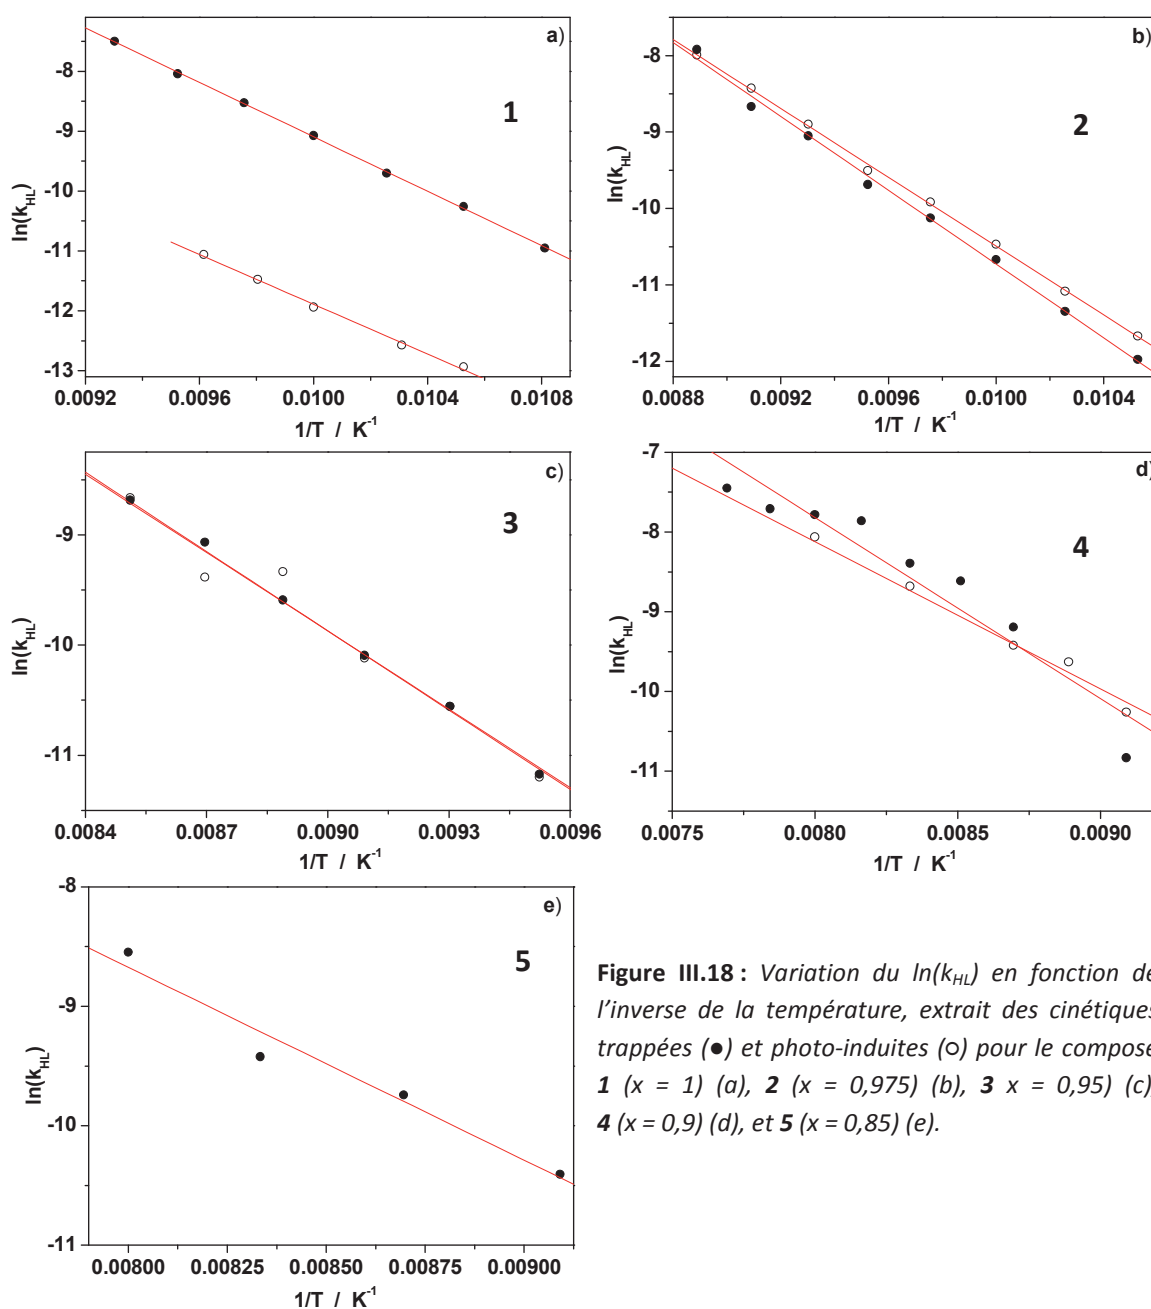 a)
1
-8
-9
-10
-11
-12
-13
ln(k_HL)
0.0092 0.0096 0.0100 0.0104 0.0108
1/T / K⁻¹
b)
2
-8
-9
-10
-11
-12
ln(k_HL)
0.0088 0.0092 0.0096 0.0100 0.0104
1/T / K⁻¹
c)
3
-9
-10
-11
ln(k_HL)
0.0084 0.0087 0.0090 0.0093 0.0096
1/T / K⁻¹
d)
4
-7
-8
-9
-10
-11
ln(k_HL)
0.0075 0.0080 0.0085 0.0090
1/T / K⁻¹
e)
5
-8
-9
-10
-11
ln(k_HL)
0.00800 0.00825 0.00850 0.00875 0.00900
1/T / K⁻¹
Figure III.18 : Variation du ln(k_HL) en fonction de
l'inverse de la température, extrait des cinétiques
trappées (●) et photo-induites (○) pour le composé
1 (x = 1) (a), 2 (x = 0,975) (b), 3 x = 0,95) (c)
4 (x = 0,9) (d), et 5 (x = 0,85) (e).